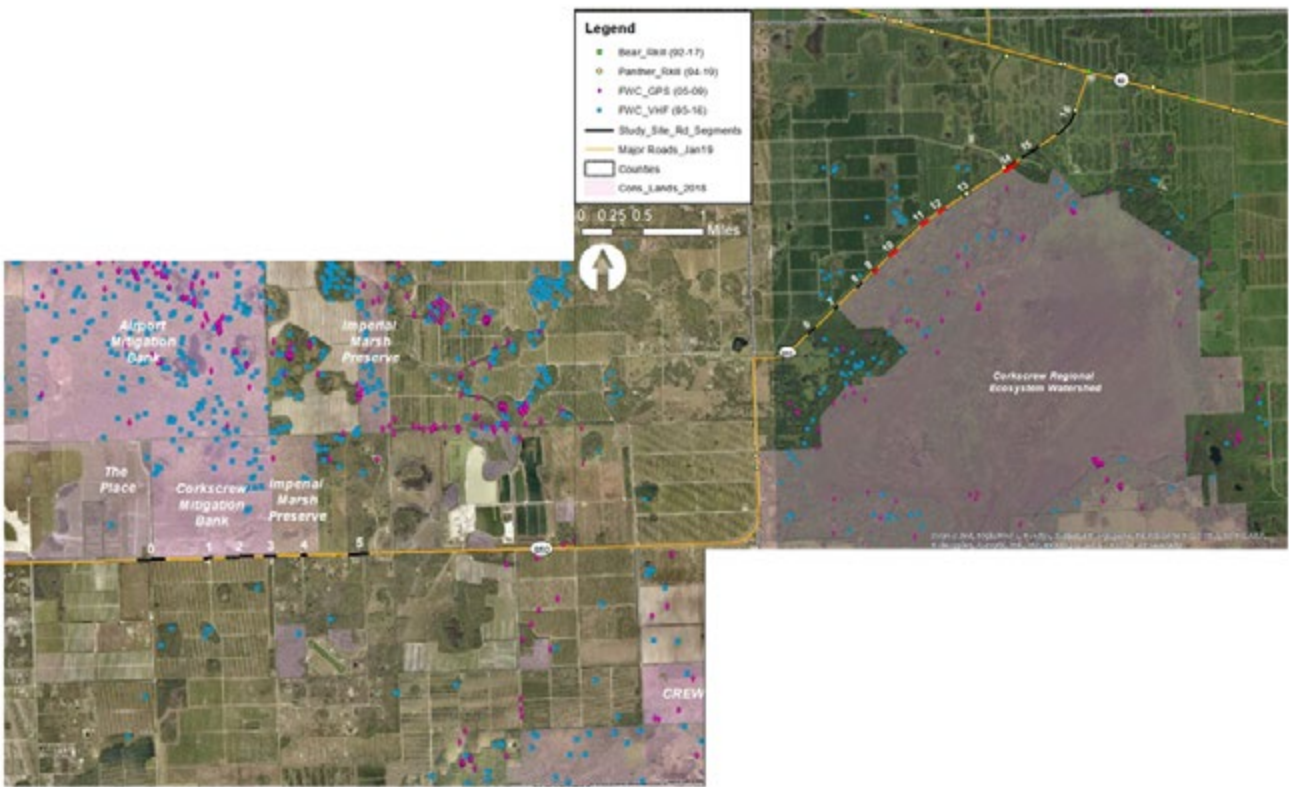 Legend
Bear_Rkill (92-17)
Panther_Rkill (94-19)
FWC_GPS (05-09)
FWC_VHF (95-16)
Study_Site_Rd_Segments
Major Roads_Jan19
Counties
Cons_Lands_2018
0 0.25 0.5 1
Miles
16
15
14
13
12
11
10
9
8
7
6
Airport
Mitigation
Bank
Imperial
Marsh
Preserve
Corkscrew Regional
Ecosystem Watershed
The
Place
Corkscrew
Mitigation
Bank
Imperial
Marsh
Preserve
0 1 2 3 4 5
850
CREW